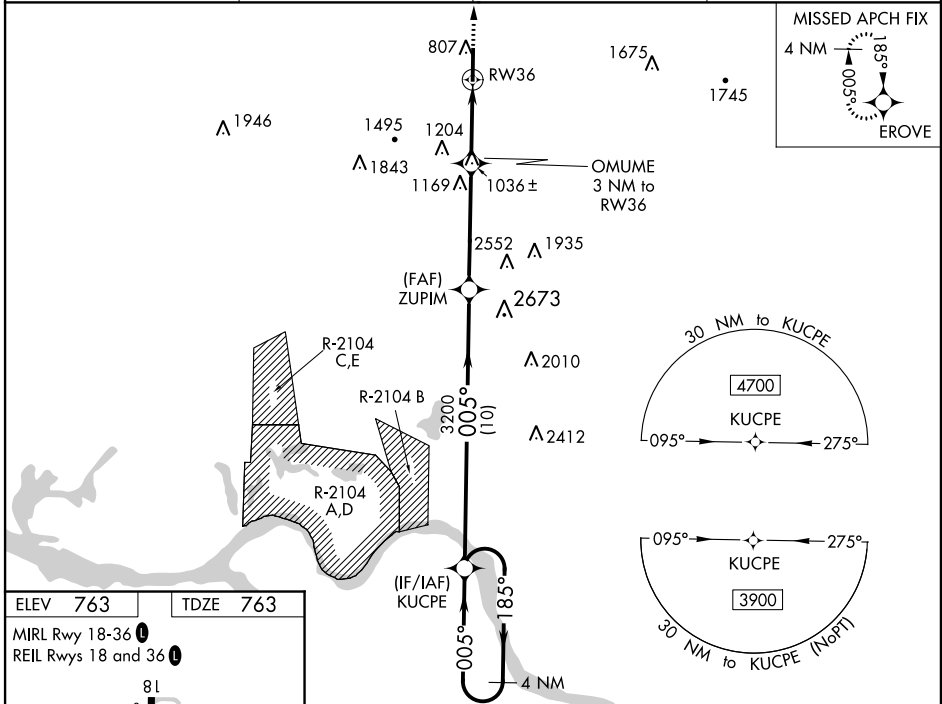 MISSED APCH FIX
4 NM
185°
005°
EROVE
807
RW36
1675
1745
1946
1495
1204
1843
1169
1036±
OMUME
3 NM to
RW36
2552
1935
(FAF)
ZUPIM
2673
R-2104
C,E
2010
R-2104 B
3200
005°
(10)
2412
R-2104
A,D
30 NM to KUCPE
4700
KUCPE
095°
275°
(IF/IAF)
KUCPE
005°
185°
4 NM
095°
275°
KUCPE
3900
30 NM to KUCPE (NoPT)
ELEV 763
TDZE 763
MIRL Rwy 18-36 L
REIL Rwys 18 and 36 L
18